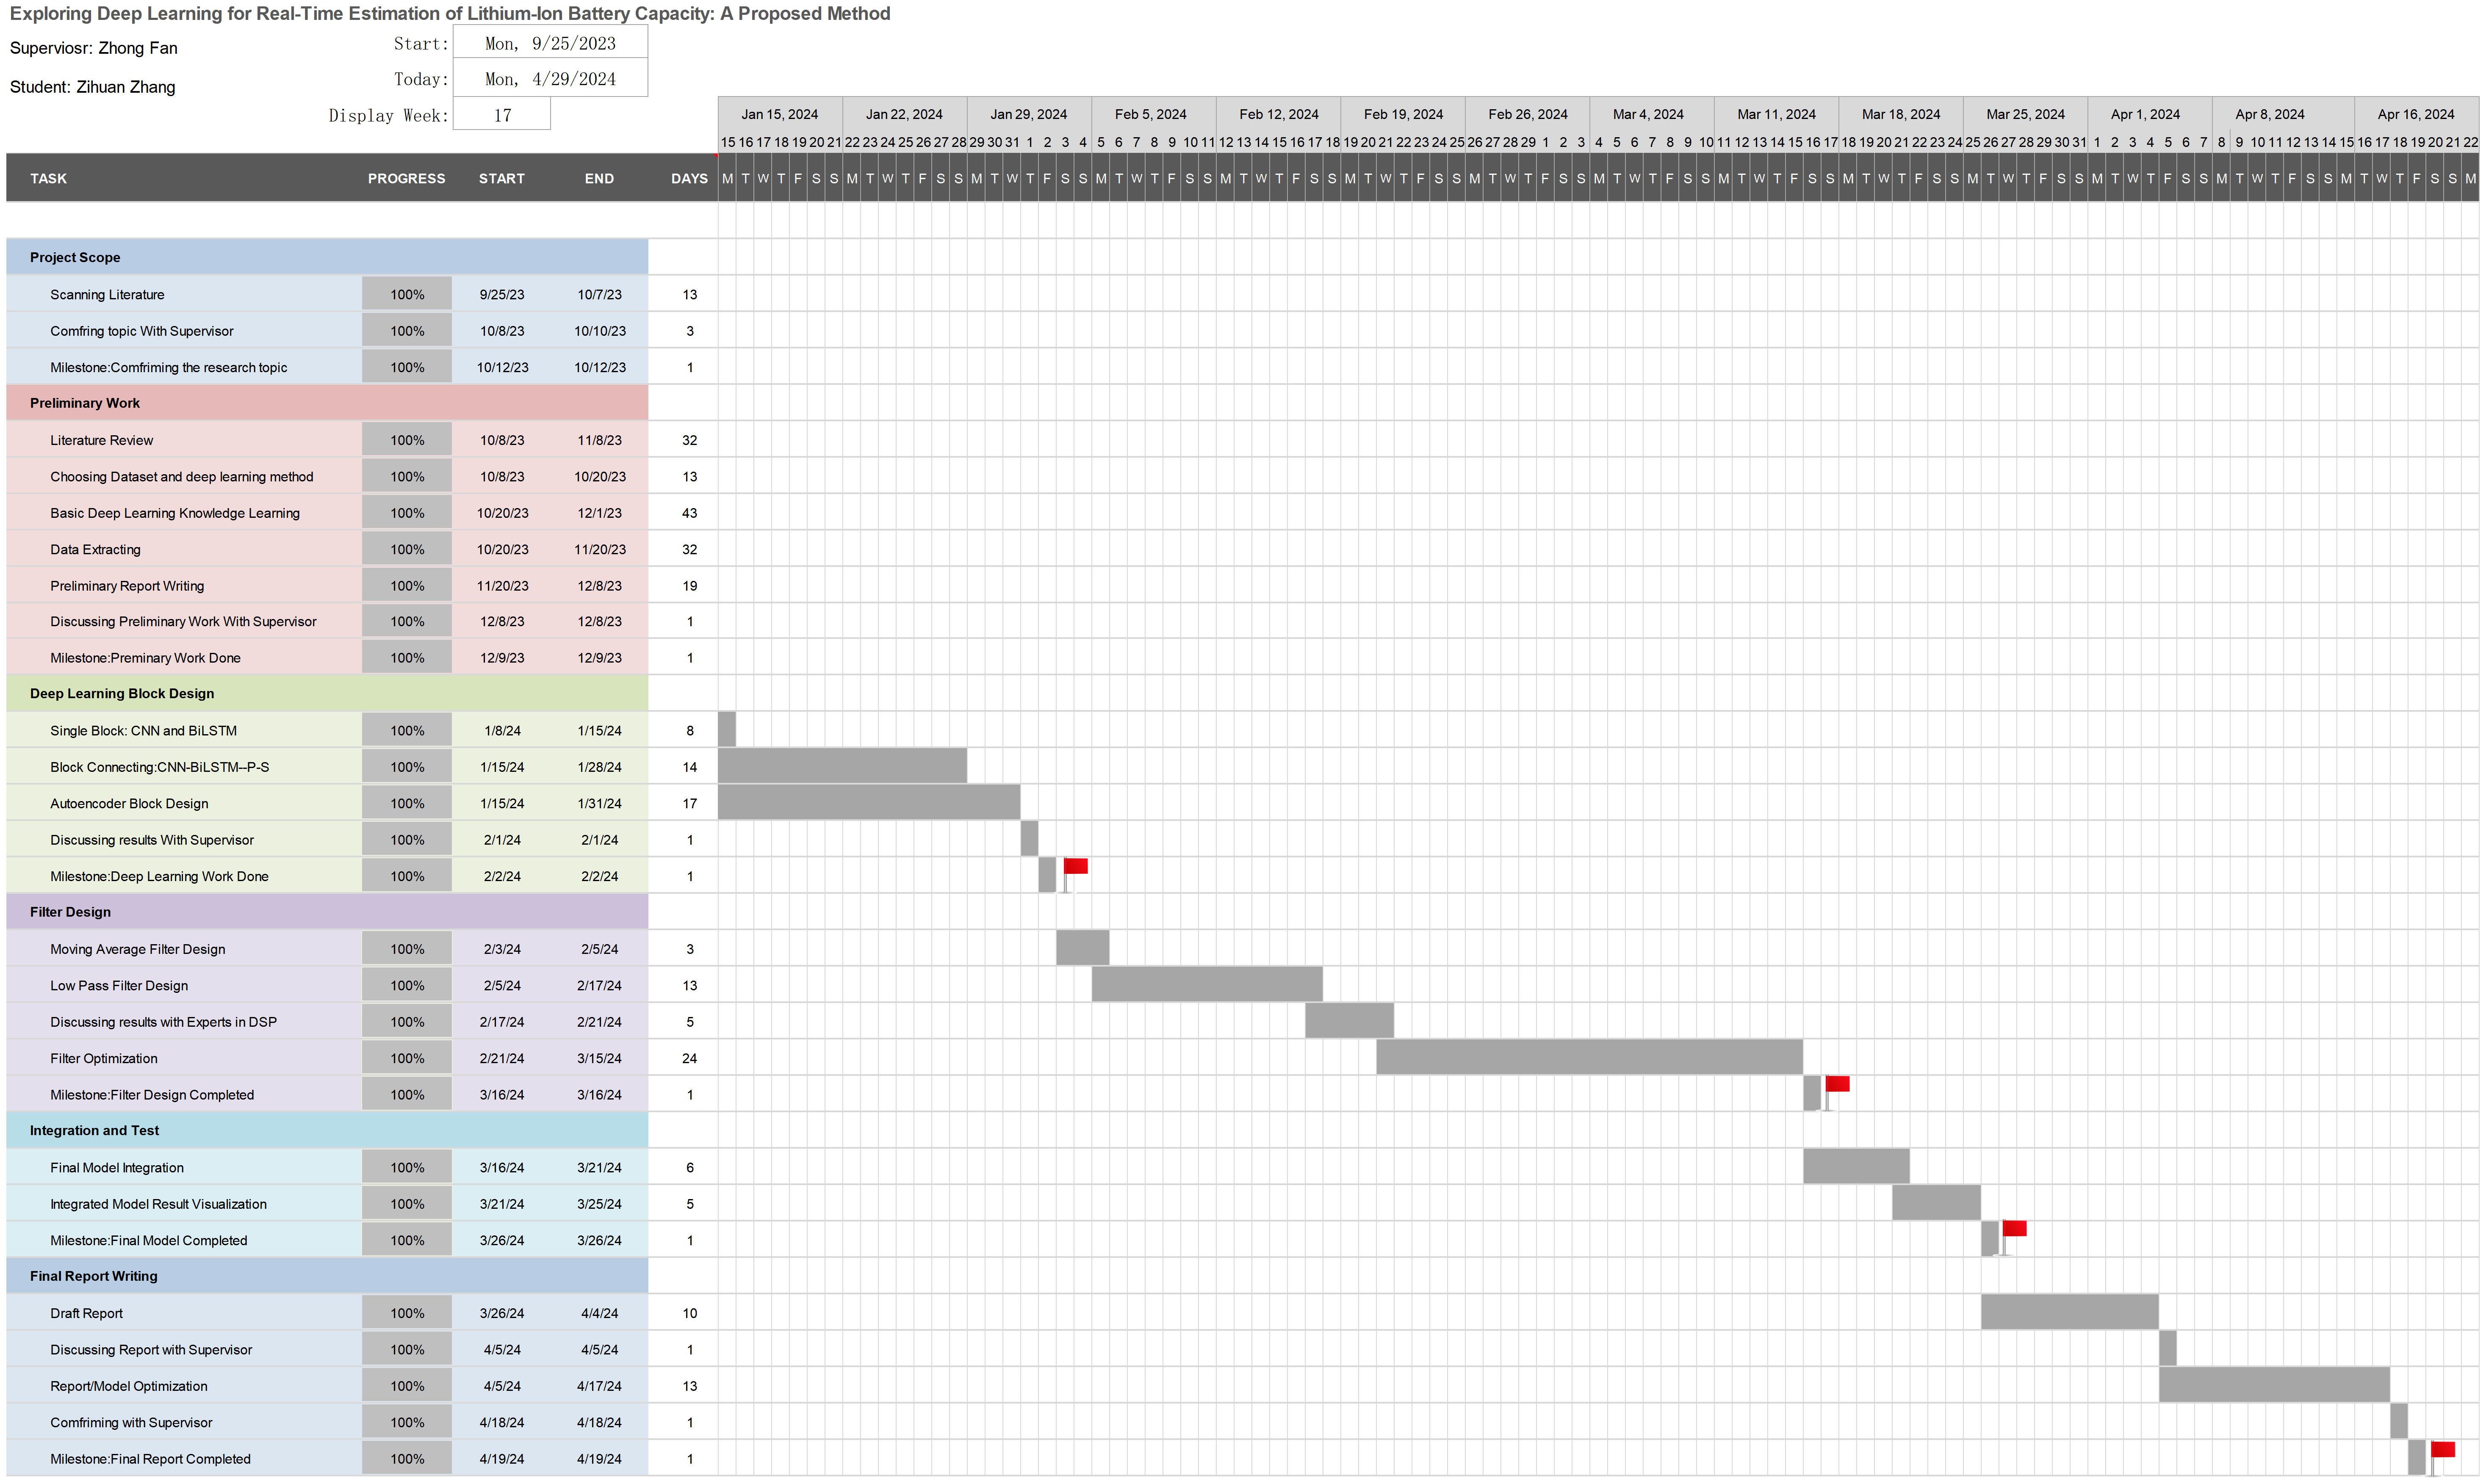 Exploring Deep Learning for Real-Time Estimation of Lithium-Ion Battery Capacity: A Proposed Method
Superviosr: Zhong Fan
Start: Mon, 9/25/2023
Today: Mon, 4/29/2024
Student: Zihuan Zhang
Display Week: 17
Jan 15, 2024 Jan 22, 2024 Jan 29, 2024 Feb 5, 2024 Feb 12, 2024 Feb 19, 2024 Feb 26, 2024 Mar 4, 2024 Mar 11, 2024 Mar 18, 2024 Mar 25, 2024 Apr 1, 2024 Apr 8, 2024 Apr 16, 2024
15 16 17 18 19 20 21 22 23 24 25 26 27 28 29 30 31 1 2 3 4 5 6 7 8 9 10 11 12 13 14 15 16 17 18 19 20 21 22 23 24 25 26 27 28 29 1 2 3 4 5 6 7 8 9 10 11 12 13 14 15 16 17 18 19 20 21 22 23 24 25 26 27 28 29 30 31 1 2 3 4 5 6 7 8 9 10 11 12 13 14 15 16 17 18 19 20 21 22
TASK PROGRESS START END DAYS M T W T F S S M T W T F S S M T W T F S S M T W T F S S M T W T F S S M T W T F S S M T W T F S S M T W T F S S M T W T F S S M T W T F S S M T W T F S S M T W T F S S M T W T F S S M T W T F S S M
Project Scope
Scanning Literature 100% 9/25/23 10/7/23 13
Comfring topic With Supervisor 100% 10/8/23 10/10/23 3
Milestone:Comfriming the research topic 100% 10/12/23 10/12/23 1
Preliminary Work
Literature Review 100% 10/8/23 11/8/23 32
Choosing Dataset and deep learning method 100% 10/8/23 10/20/23 13
Basic Deep Learning Knowledge Learning 100% 10/20/23 12/1/23 43
Data Extracting 100% 10/20/23 11/20/23 32
Preliminary Report Writing 100% 11/20/23 12/8/23 19
Discussing Preliminary Work With Supervisor 100% 12/8/23 12/8/23 1
Milestone:Preminary Work Done 100% 12/9/23 12/9/23 1
Deep Learning Block Design
Single Block: CNN and BiLSTM 100% 1/8/24 1/15/24 8
Block Connecting:CNN-BiLSTM--P-S 100% 1/15/24 1/28/24 14
Autoencoder Block Design 100% 1/15/24 1/31/24 17
Discussing results With Supervisor 100% 2/1/24 2/1/24 1
Milestone:Deep Learning Work Done 100% 2/2/24 2/2/24 1
Filter Design
Moving Average Filter Design 100% 2/3/24 2/5/24 3
Low Pass Filter Design 100% 2/5/24 2/17/24 13
Discussing results with Experts in DSP 100% 2/17/24 2/21/24 5
Filter Optimization 100% 2/21/24 3/15/24 24
Milestone:Filter Design Completed 100% 3/16/24 3/16/24 1
Integration and Test
Final Model Integration 100% 3/16/24 3/21/24 6
Integrated Model Result Visualization 100% 3/21/24 3/25/24 5
Milestone:Final Model Completed 100% 3/26/24 3/26/24 1
Final Report Writing
Draft Report 100% 3/26/24 4/4/24 10
Discussing Report with Supervisor 100% 4/5/24 4/5/24 1
Report/Model Optimization 100% 4/5/24 4/17/24 13
Comfriming with Supervisor 100% 4/18/24 4/18/24 1
Milestone:Final Report Completed 100% 4/19/24 4/19/24 1